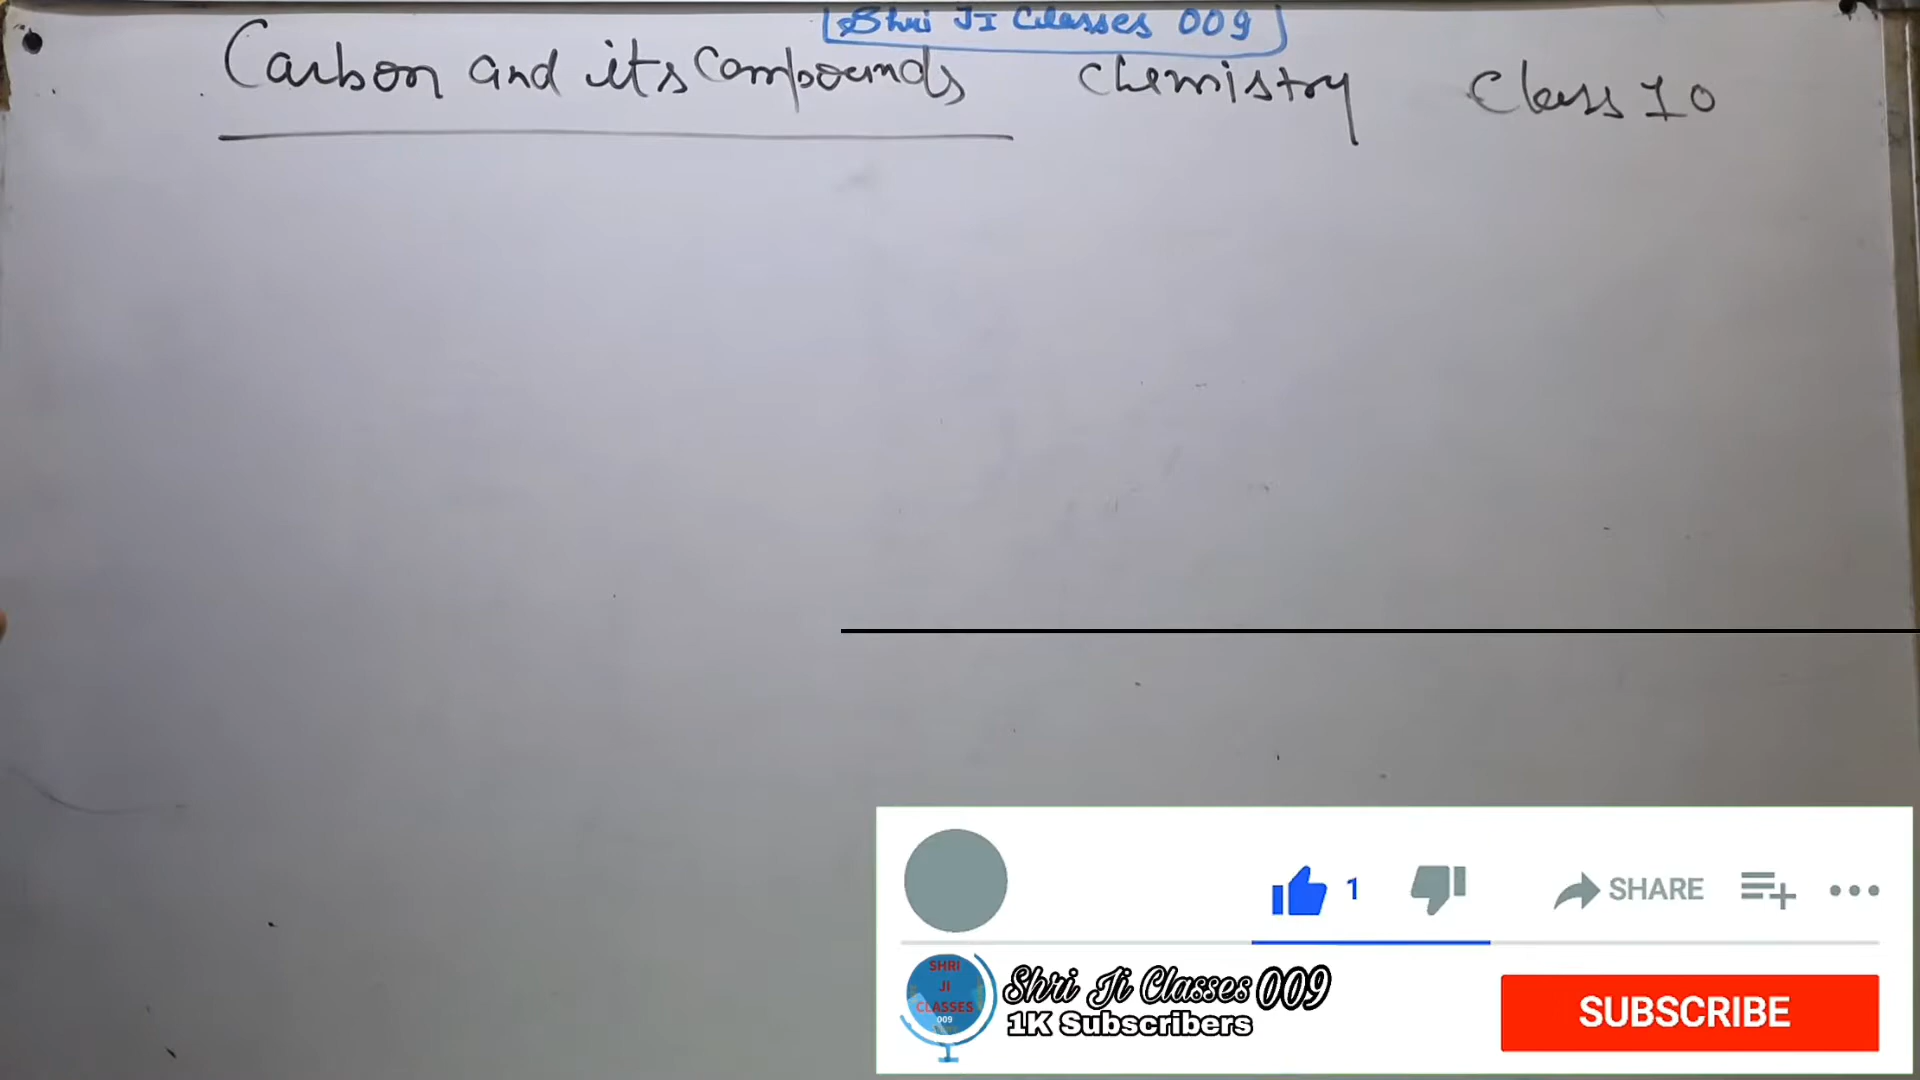 Shri JI Classes 009
Carbon and its Compounds Chemistry Class 10
1 SHARE
SHRI
JI
CLASSES
009
Shri Ji Classes 009
1K Subscribers
SUBSCRIBE